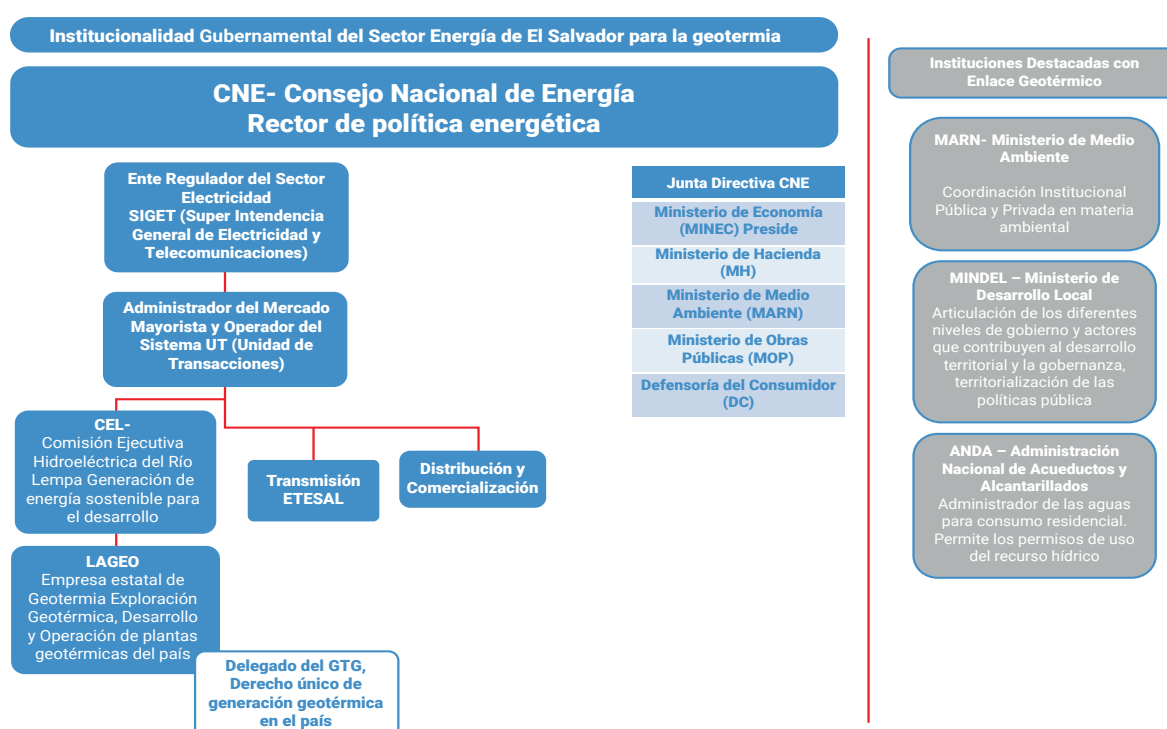 Institucionalidad Gubernamental del Sector Energía de El Salvador para la geotermia
CNE- Consejo Nacional de Energía
Rector de política energética
Ente Regulador del Sector
Electricidad
SIGET (Super Intendencia
General de Electricidad y
Telecomunicaciones)
Administrador del Mercado
Mayorista y Operador del
Sistema UT (Unidad de
Transacciones)
CEL-
Comisión Ejecutiva
Hidroeléctrica del Río
Lempa Generación de
energía sostenible para
el desarrollo
Transmisión
ETESAL
Distribución y
Comercialización
LAGEO
Empresa estatal de
Geotermia Exploración
Geotérmica, Desarrollo
y Operación de plantas
geotérmicas del país
Delegado del GTG,
Derecho único de
generación geotérmica
en el país
Junta Directiva CNE
Ministerio de Economía
(MINEC) Preside
Ministerio de Hacienda
(MH)
Ministerio de Medio
Ambiente (MARN)
Ministerio de Obras
Públicas (MOP)
Defensoría del Consumidor
(DC)
Instituciones Destacadas con
Enlace Geotérmico
MARN- Ministerio de Medio
Ambiente
Coordinación Institucional
Pública y Privada en materia
ambiental
MINDEL – Ministerio de
Desarrollo Local
Articulación de los diferentes
niveles de gobierno y actores
que contribuyen al desarrollo
territorial y la gobernanza,
territorialización de las
políticas pública
ANDA – Administración
Nacional de Acueductos y
Alcantarillados
Administrador de las aguas
para consumo residencial.
Permite los permisos de uso
del recurso hídrico